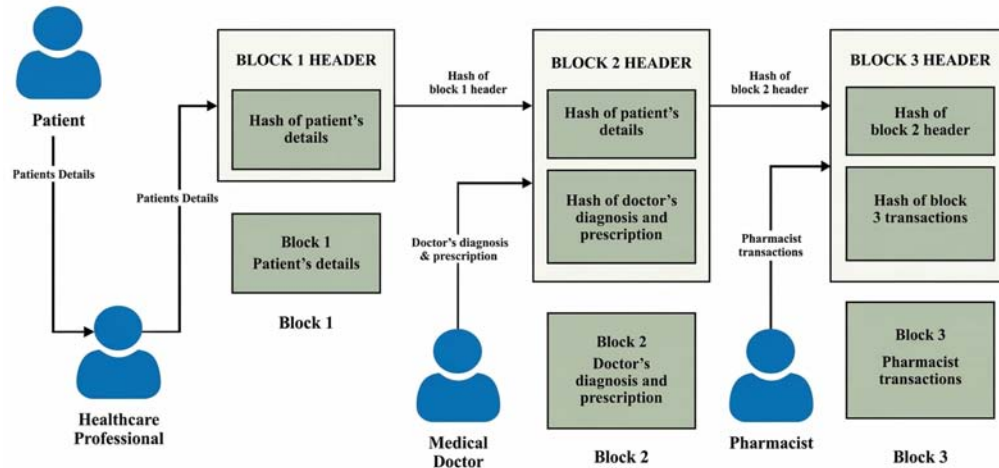 Patient
Patients Details
Healthcare
Professional
Patients Details
BLOCK 1 HEADER
Hash of patient's
details
Block 1
Patient's details
Block 1
Hash of
block 1 header
Doctor's diagnosis
& prescription
Medical
Doctor
BLOCK 2 HEADER
Hash of patient's
details
Hash of doctor's
diagnosis and
prescription
Block 2
Doctor's
diagnosis and
prescription
Block 2
Hash of
block 2 header
Pharmacist
transactions
Pharmacist
BLOCK 3 HEADER
Hash of
block 2 header
Hash of block
3 transactions
Block 3
Pharmacist
transactions
Block 3